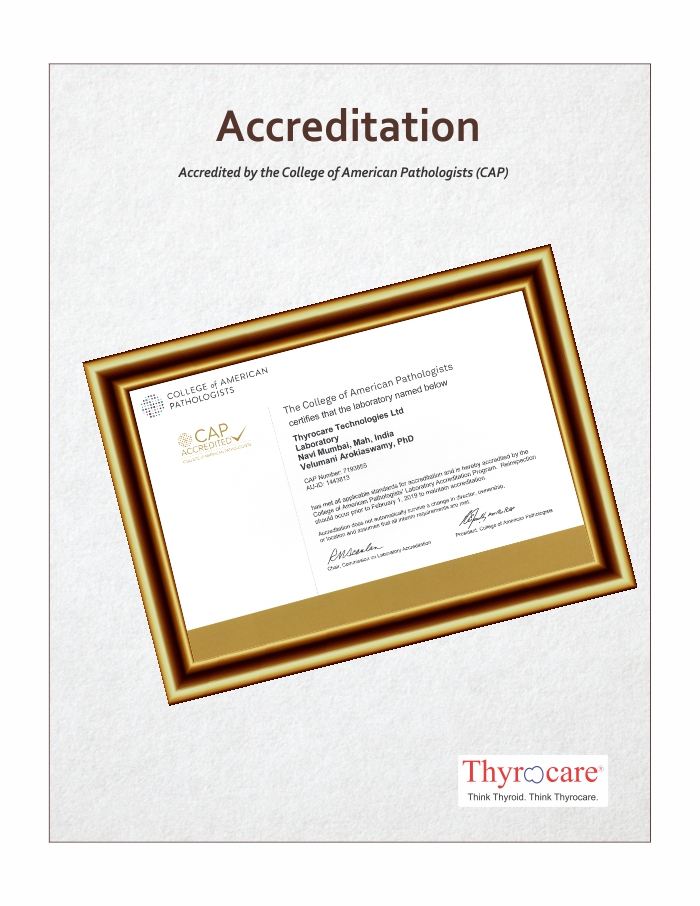 Accreditation
Accredited by the College of American Pathologists (CAP)
COLLEGE of AMERICAN
PATHOLOGISTS
CAP
ACCREDITED
COLLEGE of AMERICAN PATHOLOGISTS
The College of American Pathologists
certifies that the laboratory named below
Thyrocare Technologies Ltd
Laboratory
Navi Mumbai, Mah, India
Velumani Arokiaswamy, PhD
CAP Number: 7193855
AU-ID: 1443813
has met all applicable standards for accreditation and is hereby accredited by the
College of American Pathologists' Laboratory Accreditation Program. Reinspection
should occur prior to February 1, 2019 to maintain accreditation.
Accreditation does not automatically survive a change in director, ownership,
or location and assumes that all interim requirements are met.
Chair, Commission on Laboratory Accreditation
President, College of American Pathologists
Thyrocare®
Think Thyroid. Think Thyrocare.